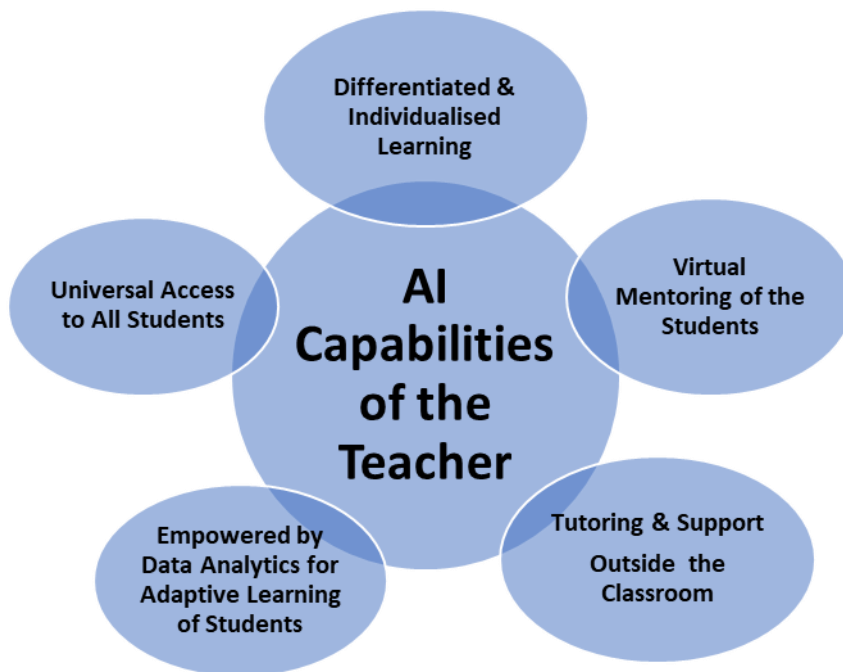 Differentiated &
Individualised
Learning
Universal Access
to All Students
AI
Capabilities
of the
Teacher
Virtual
Mentoring of the
Students
Empowered by
Data Analytics for
Adaptive Learning
of Students
Tutoring & Support
Outside the
Classroom